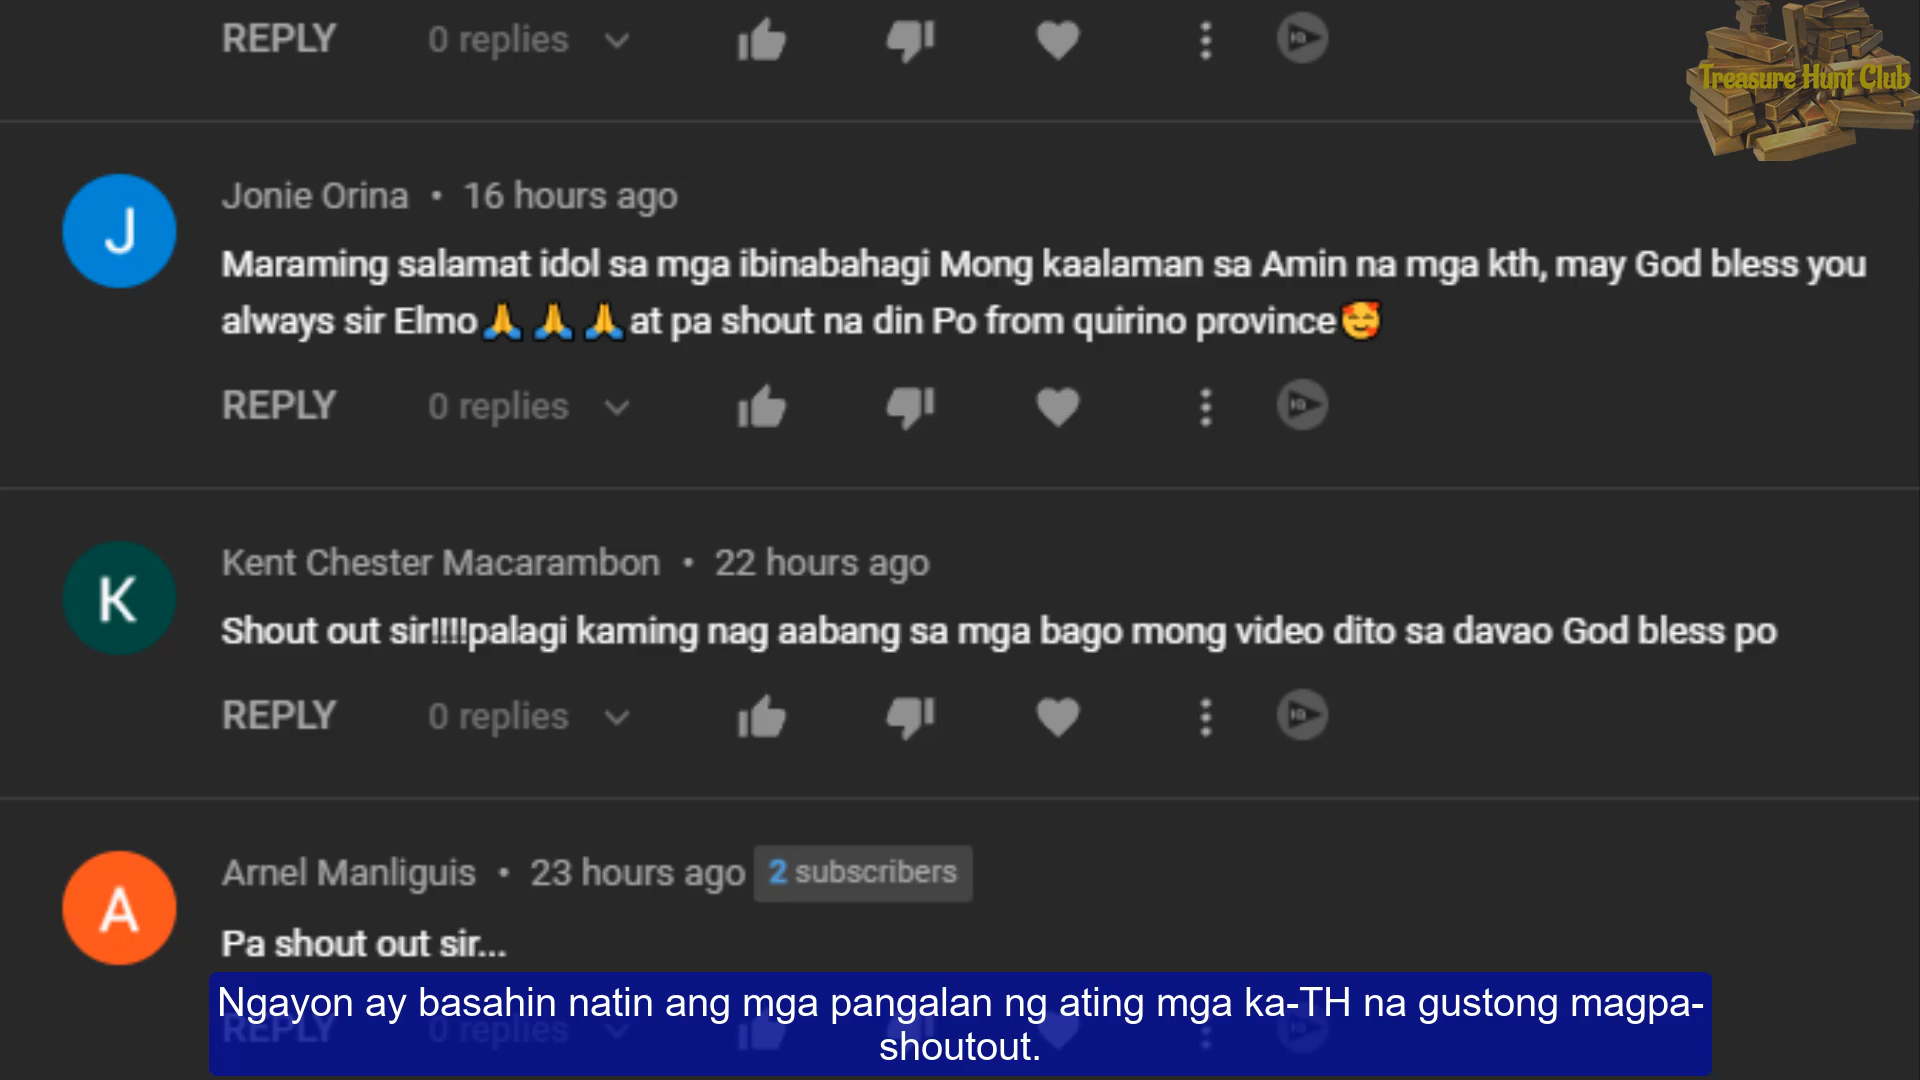 REPLY 0 replies
Treasure Hunt Club
J
Jonie Orina • 16 hours ago
Maraming salamat idol sa mga ibinabahagi Mong kaalaman sa Amin na mga kth, may God bless you
always sir Elmo🙏🙏🙏at pa shout na din Po from quirino province🥰
REPLY 0 replies
K
Kent Chester Macarambon • 22 hours ago
Shout out sir!!!!palagi kaming nag aabang sa mga bago mong video dito sa davao God bless po
REPLY 0 replies
A
Arnel Manliguis • 23 hours ago 2 subscribers
Pa shout out sir...
REPLY 0 replies
Ngayon ay basahin natin ang mga pangalan ng ating mga ka-TH na gustong magpa-
shoutout.